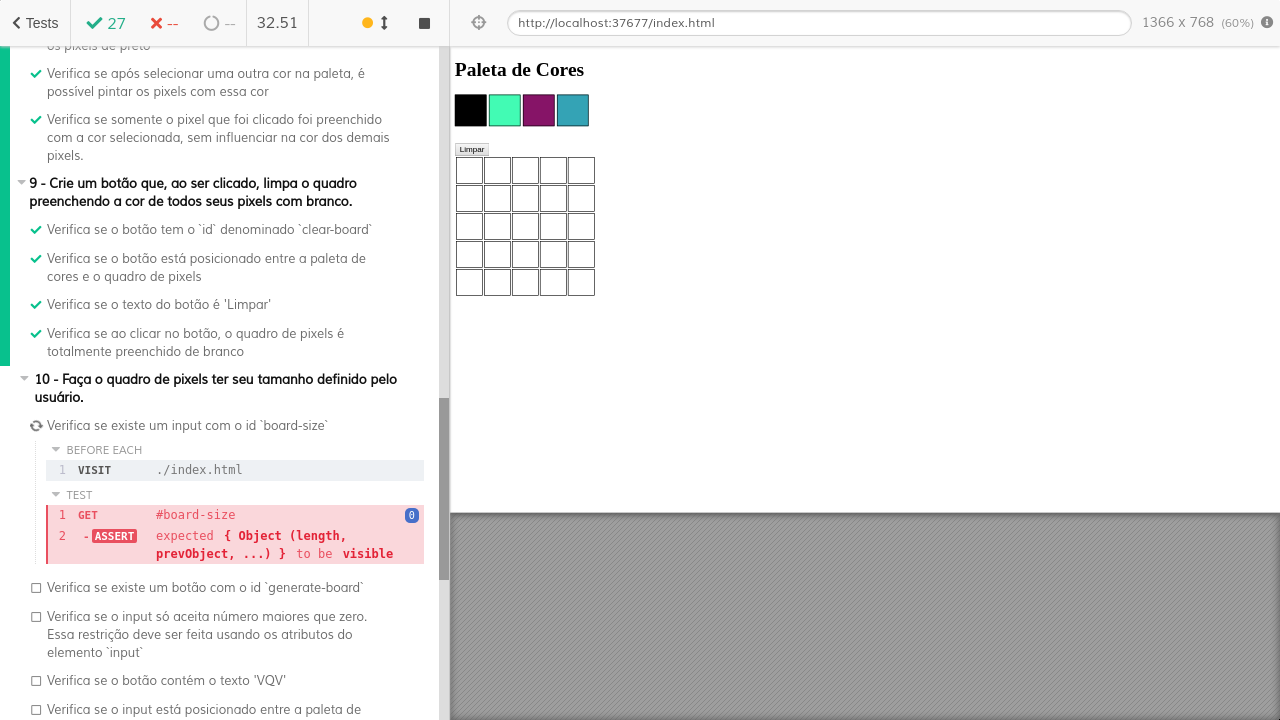 Tests
27
--
--
32.51
http://localhost:37677/index.html
1366 x 768 (60%)
os pixels de preto
Verifica se após selecionar uma outra cor na paleta, é
possível pintar os pixels com essa cor
Verifica se somente o pixel que foi clicado foi preenchido
com a cor selecionada, sem influenciar na cor dos demais
pixels.
9 - Crie um botão que, ao ser clicado, limpa o quadro
preenchendo a cor de todos seus pixels com branco.
Verifica se o botão tem o `id` denominado `clear-board`
Verifica se o botão está posicionado entre a paleta de
cores e o quadro de pixels
Verifica se o texto do botão é 'Limpar'
Verifica se ao clicar no botão, o quadro de pixels é
totalmente preenchido de branco
10 - Faça o quadro de pixels ter seu tamanho definido pelo
usuário.
Verifica se existe um input com o id `board-size`
BEFORE EACH
1 VISIT ./index.html
TEST
1 GET #board-size 0
2 -ASSERT expected { Object (length,
prevObject, ...) } to be visible
Verifica se existe um botão com o id `generate-board`
Verifica se o input só aceita número maiores que zero.
Essa restrição deve ser feita usando os atributos do
elemento `input`
Verifica se o botão contém o texto 'VQV'
Verifica se o input está posicionado entre a paleta de
Paleta de Cores
Limpar